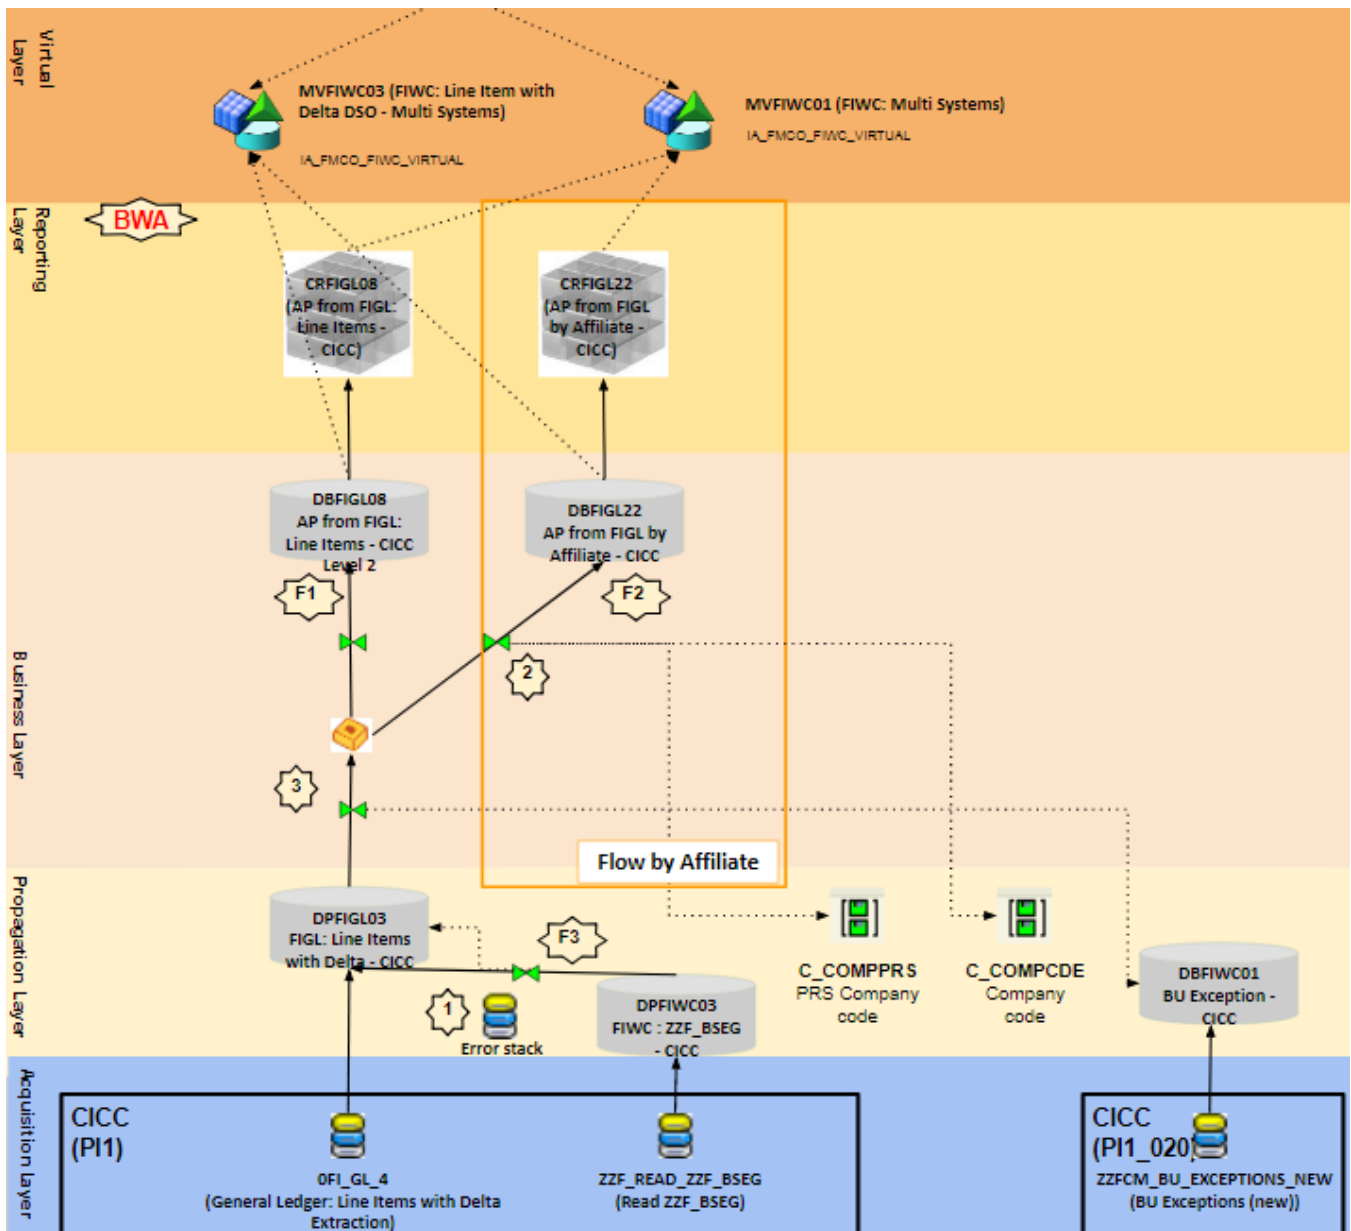 Virtual
Layer
MVFIWC03 (FIWC: Line Item with
Delta DSO - Multi Systems)
IA_FMCO_FIWC_VIRTUAL
MVFIWC01 (FIWC: Multi Systems)
IA_FMCO_FIWC_VIRTUAL
Reporting
Layer
BWA
CRFIGL08
(AP from FIGL:
Line Items -
CICC)
CRFIGL22
(AP from FIGL
by Affiliate -
CICC)
Business Layer
DBFIGL08
AP from FIGL:
Line Items - CICC
Level 2
DBFIGL22
AP from FIGL by
Affiliate - CICC
F1
F2
2
3
Flow by Affiliate
Propagation Layer
DPFIGL03
FIGL: Line Items
with Delta - CICC
F3
1
Error stack
DPFIWC03
FIWC : ZZF_BSEG
- CICC
C_COMPPRS
PRS Company
code
C_COMPCDE
Company
code
DBFIWC01
BU Exception -
CICC
Acquisition layer
CICC
(PI1)
0FI_GL_4
(General Ledger: Line Items with Delta
Extraction)
ZZF_READ_ZZF_BSEG
(Read ZZF_BSEG)
CICC
(PI1_020)
ZZFCM_BU_EXCEPTIONS_NEW
(BU Exceptions (new))